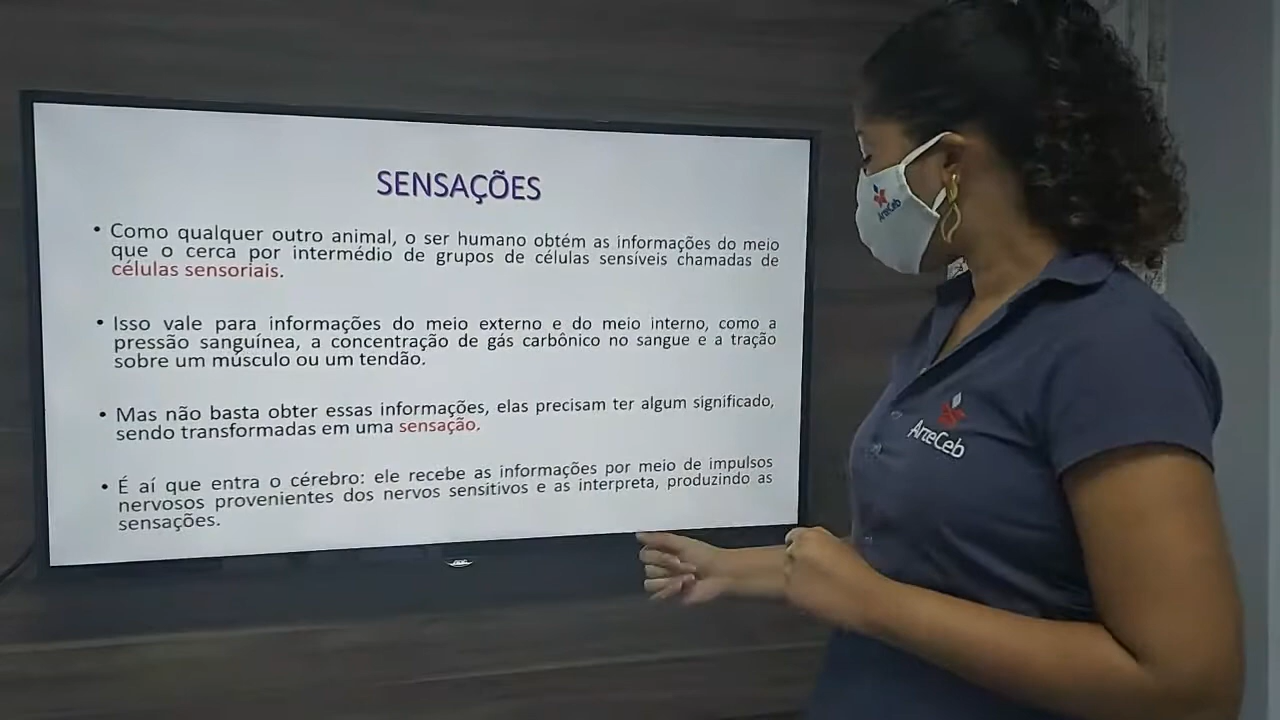 SENSAÇÕES
• Como qualquer outro animal, o ser humano obtém as informações do meio
que o cerca por intermédio de grupos de células sensíveis chamadas de
células sensoriais.
• Isso vale para informações do meio externo e do meio interno, como a
pressão sanguínea, a concentração de gás carbônico no sangue e a tração
sobre um músculo ou um tendão.
• Mas não basta obter essas informações, elas precisam ter algum significado,
sendo transformadas em uma sensação.
• É aí que entra o cérebro: ele recebe as informações por meio de impulsos
nervosos provenientes dos nervos sensitivos e as interpreta, produzindo as
sensações.
AOC
ArteCeb
ArteCeb